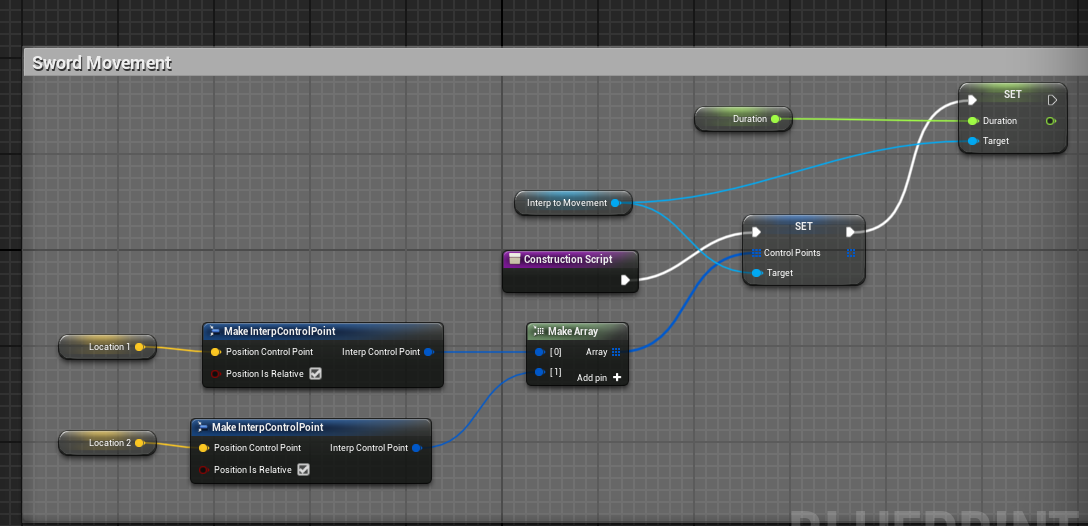 Sword Movement
SET
Duration
Duration
Target
Interp to Movement
SET
Control Points
Target
Construction Script
Make InterpControlPoint
Location 1
Position Control Point
Interp Control Point
Position Is Relative
Make Array
[0]
Array
[1]
Add pin
Make InterpControlPoint
Location 2
Position Control Point
Interp Control Point
Position Is Relative
BLUEPRINT